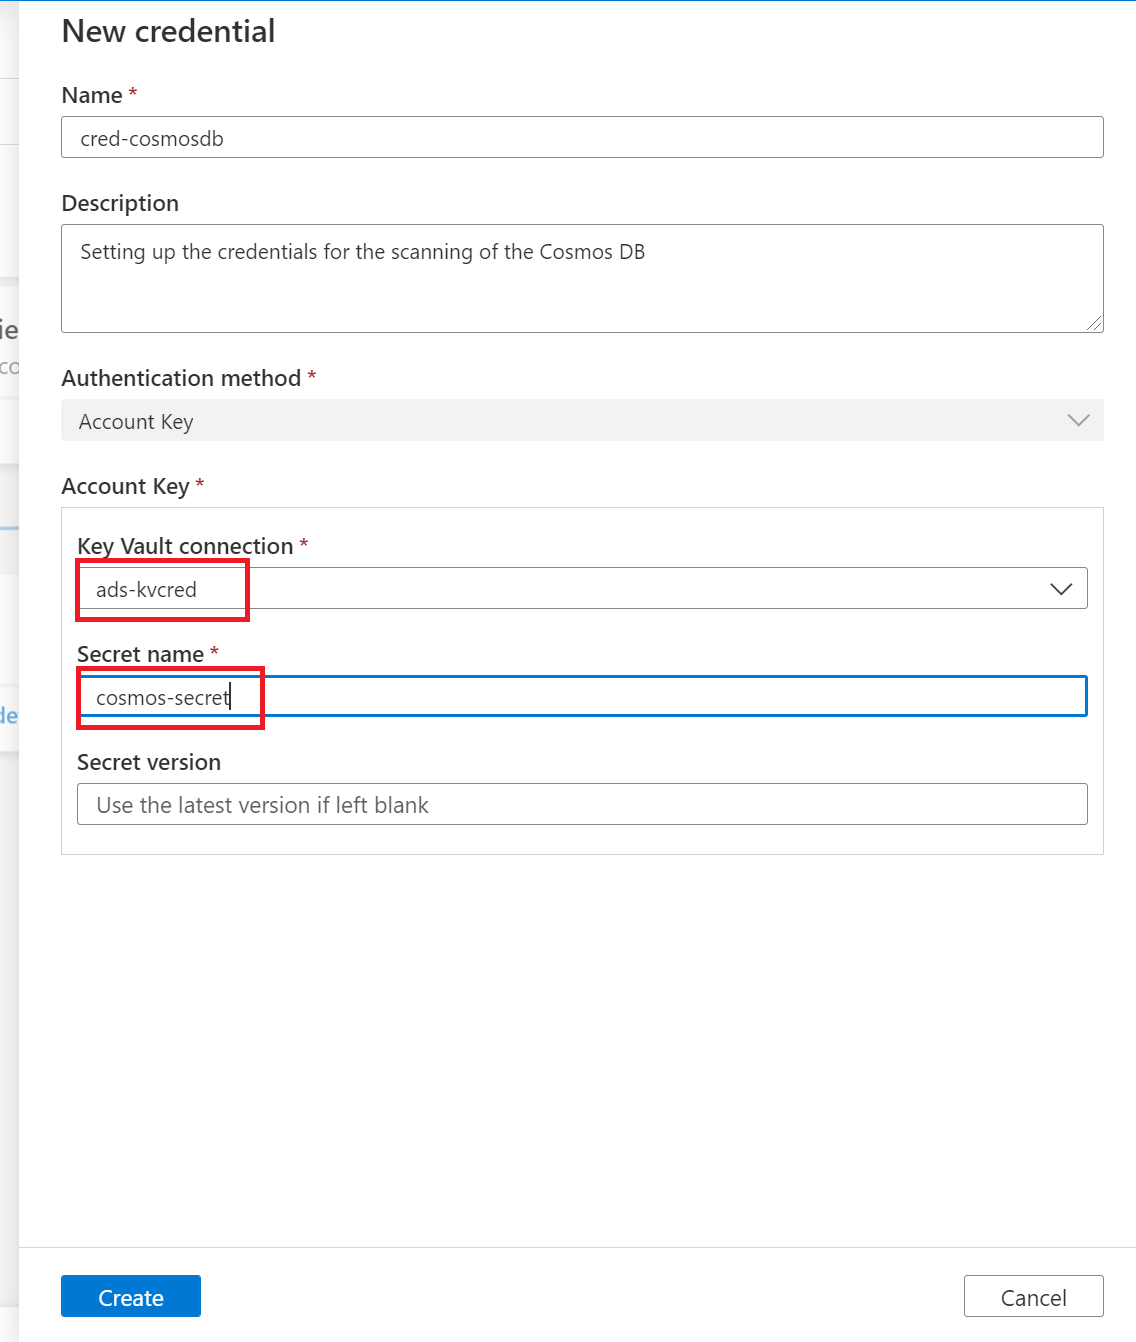 New credential
Name *
cred-cosmosdb
Description
Setting up the credentials for the scanning of the Cosmos DB
Authentication method *
Account Key
Account Key *
Key Vault connection *
ads-kvcred
Secret name *
cosmos-secret
Secret version
Use the latest version if left blank
Create
Cancel